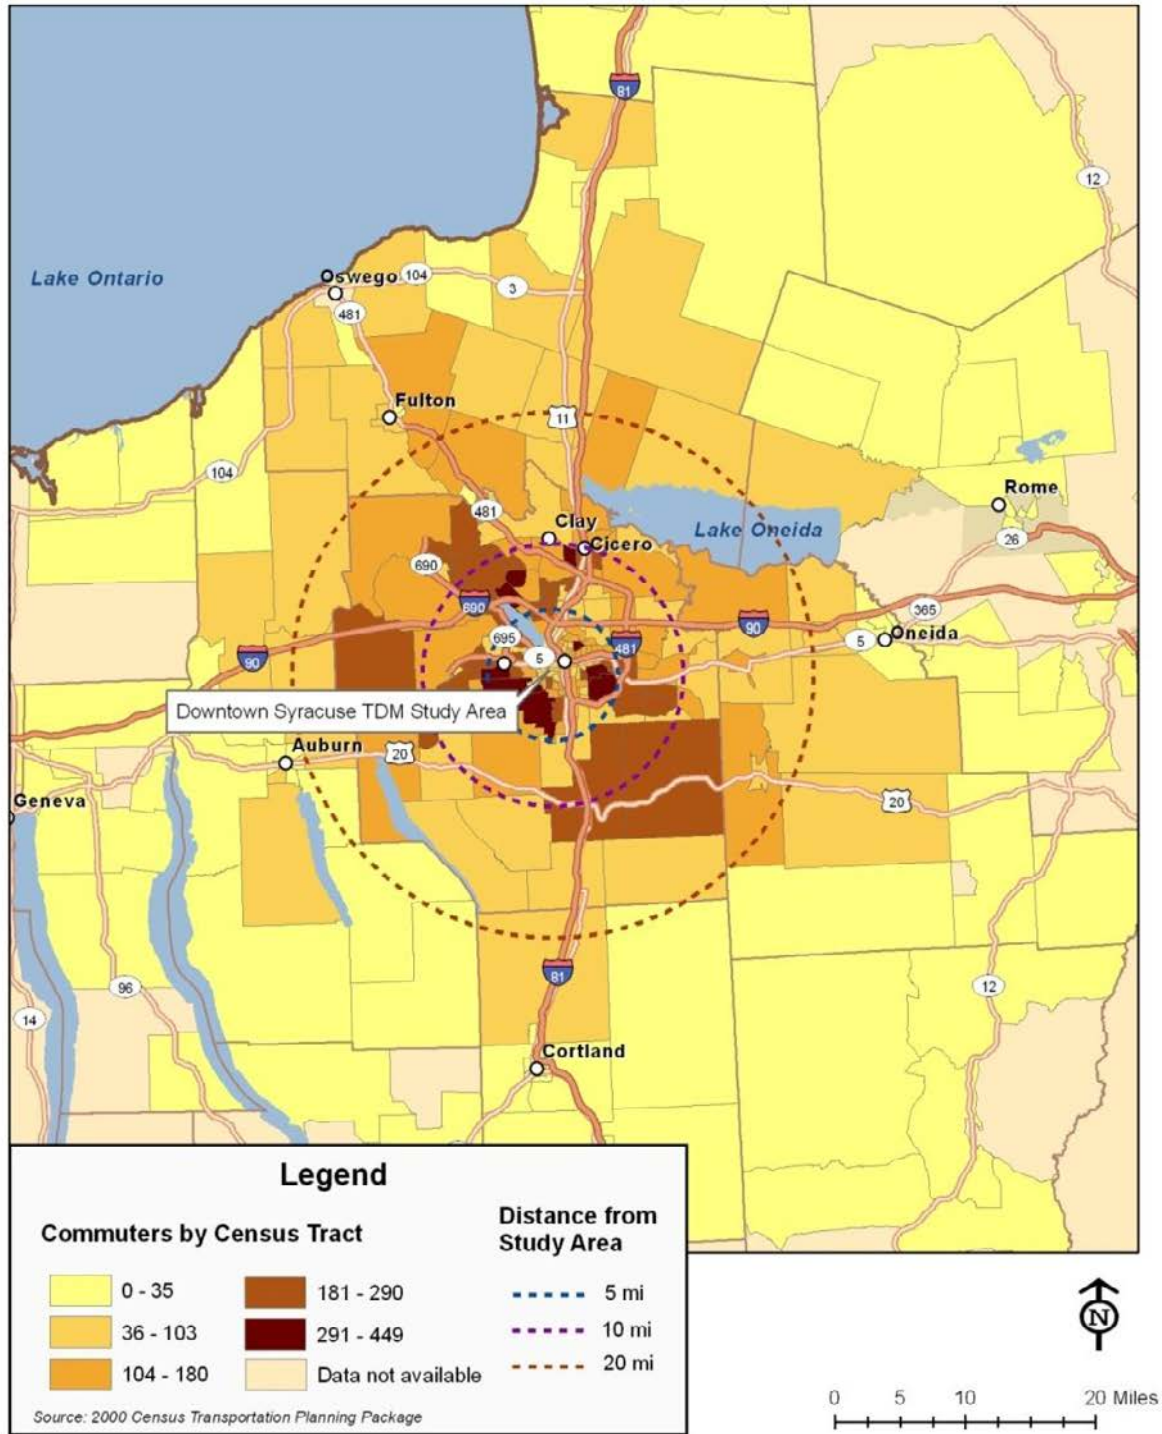 81
12
Lake Ontario
Oswego
104
3
481
Fulton
11
104
481
Clay
Cicero
Lake Oneida
Rome
26
690
690
365
90
695
5
481
90
5
Oneida
90
Downtown Syracuse TDM Study Area
Auburn
20
Geneva
20
81
96
12
14
Cortland
Legend
Commuters by Census Tract
0 - 35
36 - 103
104 - 180
181 - 290
291 - 449
Data not available
Distance from
Study Area
5 mi
10 mi
20 mi
Source: 2000 Census Transportation Planning Package
N
0 5 10 20 Miles